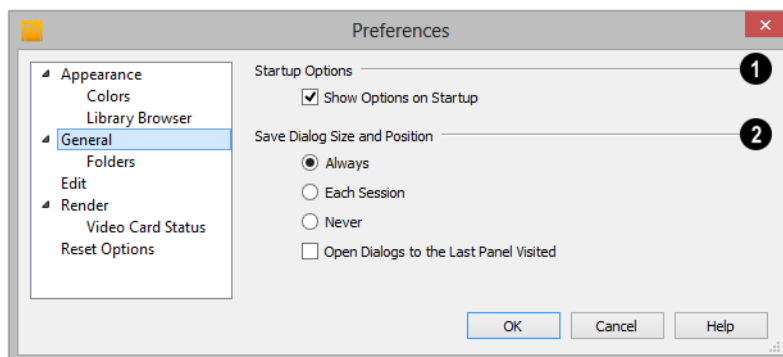 Preferences
Appearance
Colors
Library Browser
General
Folders
Edit
Render
Video Card Status
Reset Options
Startup Options
1
Show Options on Startup
Save Dialog Size and Position
2
Always
Each Session
Never
Open Dialogs to the Last Panel Visited
OK
Cancel
Help